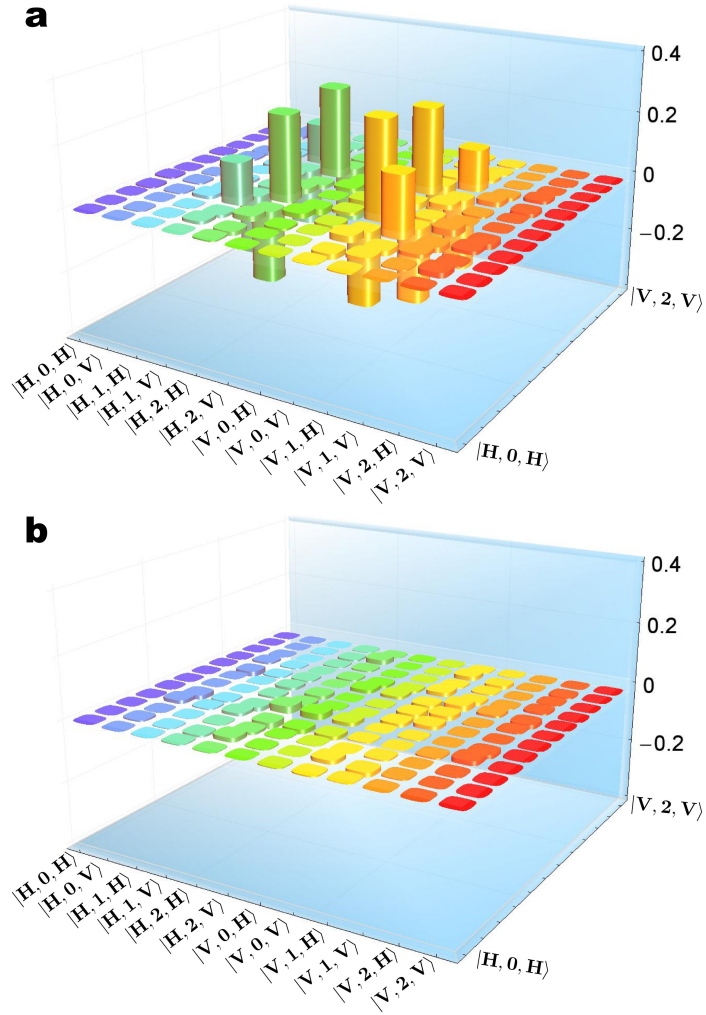 a
0.4
0.2
0
−0.2
|V, 2, V⟩
|H, 0, H⟩
|H, 0, V⟩
|H, 1, H⟩
|H, 1, V⟩
|H, 2, H⟩
|H, 2, V⟩
|V, 0, H⟩
|V, 0, V⟩
|V, 1, H⟩
|V, 1, V⟩
|V, 2, H⟩
|V, 2, V⟩
|H, 0, H⟩
b
0.4
0.2
0
−0.2
|V, 2, V⟩
|H, 0, H⟩
|H, 0, V⟩
|H, 1, H⟩
|H, 1, V⟩
|H, 2, H⟩
|H, 2, V⟩
|V, 0, H⟩
|V, 0, V⟩
|V, 1, H⟩
|V, 1, V⟩
|V, 2, H⟩
|V, 2, V⟩
|H, 0, H⟩